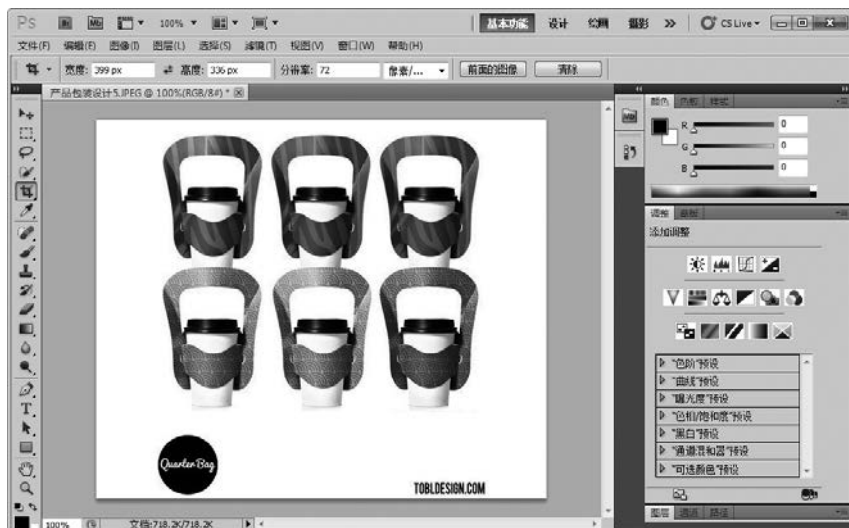 Ps Br Mb 100% 基本功能 设计 绘画 摄影 CS Live
文件(F) 编辑(E) 图像(I) 图层(L) 选择(S) 滤镜(T) 视图(V) 窗口(W) 帮助(H)
宽度: 399 px 高度: 336 px 分辨率: 72 像素/... 前面的图像 清除
产品包装设计5.JPEG @ 100%(RGB/8#) *
颜色 色板 样式
Mb
R 0
G 0
B 0
调整 蒙版
添加调整
"色阶"预设
"曲线"预设
"曝光度"预设
"色相/饱和度"预设
"黑白"预设
"通道混和器"预设
"可选颜色"预设
Quarter Bag
TOBLDESIGN.COM
图层 通道 路径
100% 文档:718.2K/718.2K